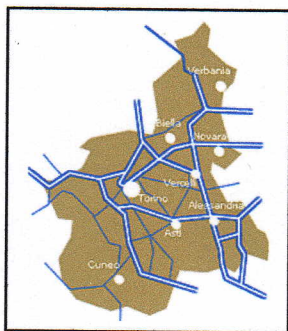 Verbania
Biella
Novara
Vercelli
Torino
Alessandria
Asti
Cuneo